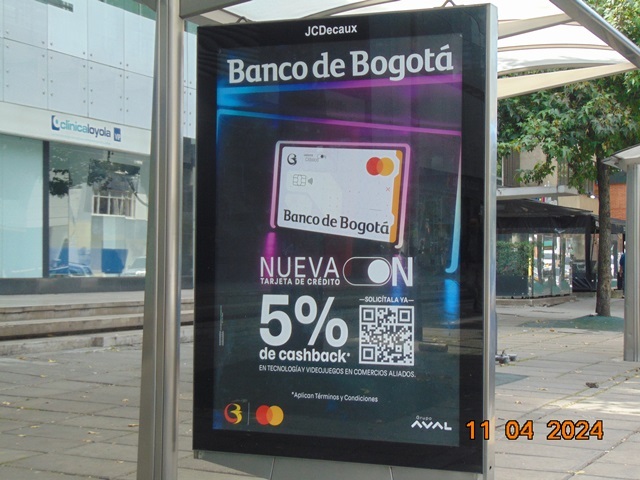 JCDecaux
Banco de Bogotá
clinicaloyola
Banco de Bogotá
NUEVA ON
TARJETA DE CRÉDITO
5%
de cashback*
SOLICÍTALA YA
EN TECNOLOGÍA Y VIDEOJUEGOS EN COMERCIOS ALIADOS.
*Aplican Términos y Condiciones
Grupo
AVAL
11 04 2024